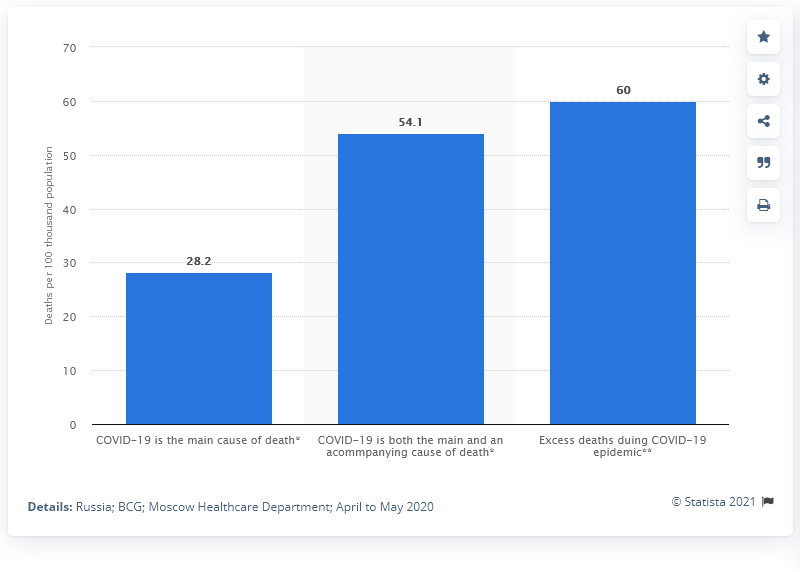 70
60
50
40
30
20
10
0
Deaths per 100 thousand population
28.2
54.1
60
COVID-19 is the main cause of death*
COVID-19 is both the main and an
acommpanying cause of death*
Excess deaths duing COVID-19
epidemic**
Details: Russia; BCG; Moscow Healthcare Department; April to May 2020
© Statista 2021